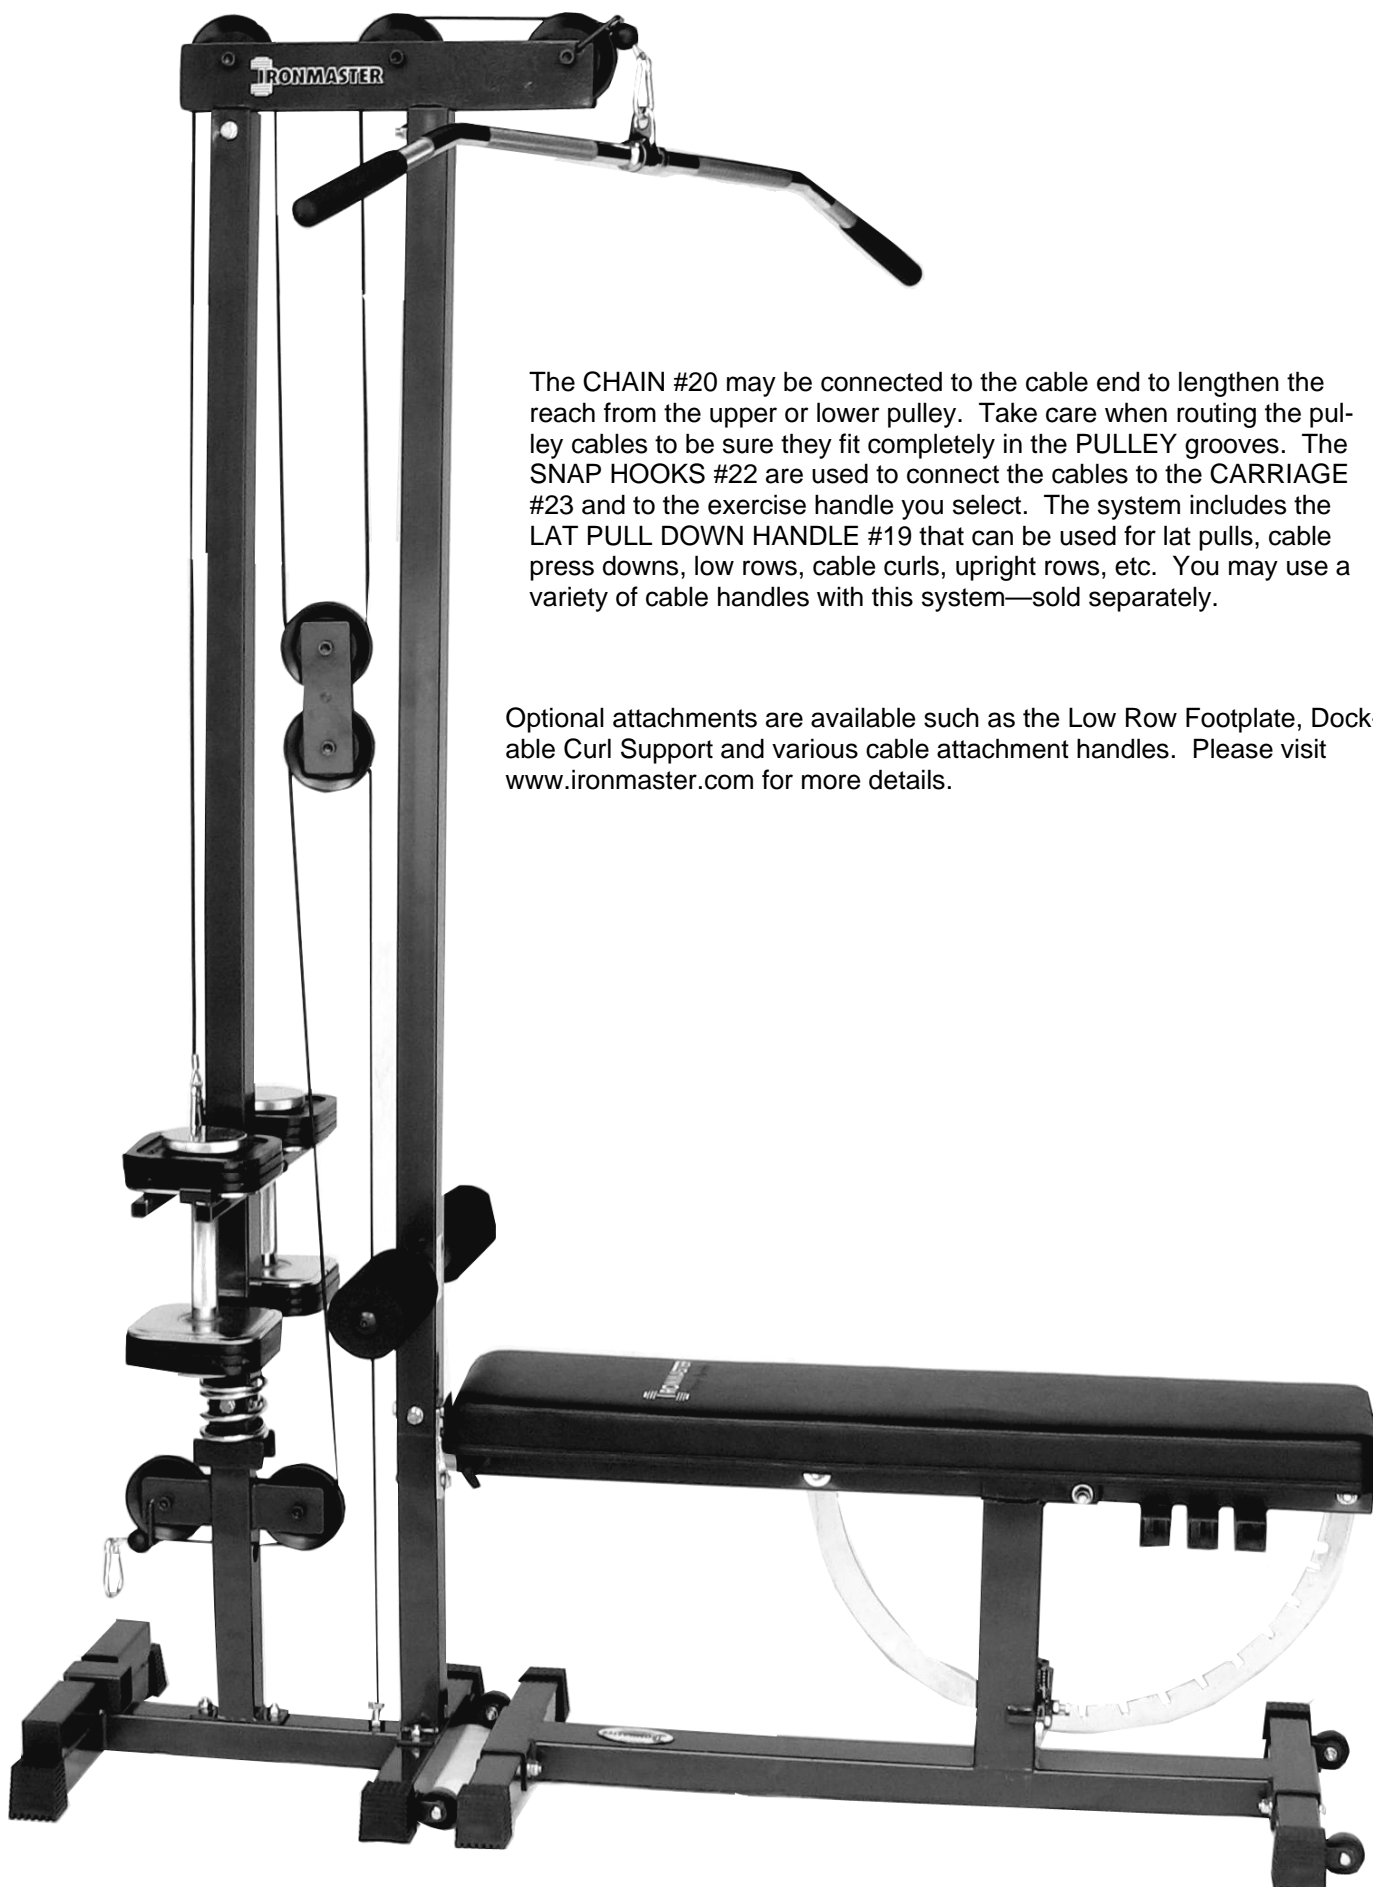 IRONMASTER
The CHAIN #20 may be connected to the cable end to lengthen the
reach from the upper or lower pulley.  Take care when routing the pul-
ley cables to be sure they fit completely in the PULLEY grooves.  The
SNAP HOOKS #22 are used to connect the cables to the CARRIAGE
#23 and to the exercise handle you select.  The system includes the
LAT PULL DOWN HANDLE #19 that can be used for lat pulls, cable
press downs, low rows, cable curls, upright rows, etc.  You may use a
variety of cable handles with this system—sold separately.
Optional attachments are available such as the Low Row Footplate, Dock-
able Curl Support and various cable attachment handles.  Please visit
www.ironmaster.com for more details.
IRONMASTER
IRONMASTER